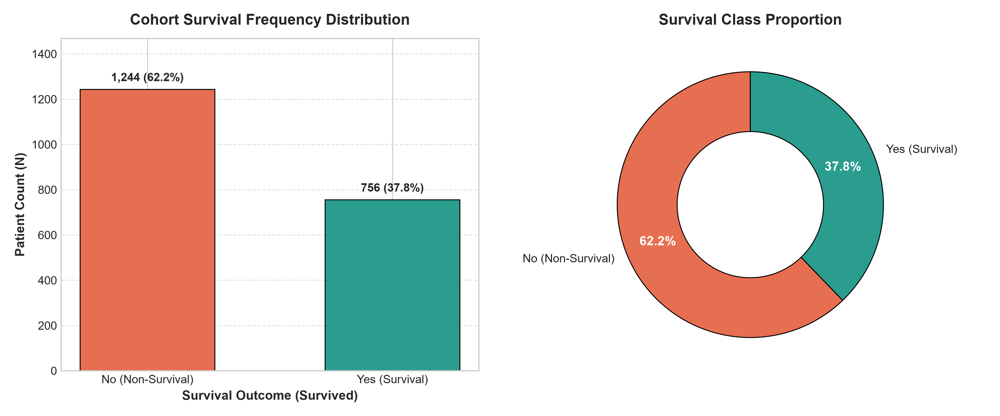 Cohort Survival Frequency Distribution
Patient Count (N)
1400
1200
1000
800
600
400
200
0
1,244 (62.2%)
756 (37.8%)
No (Non-Survival)
Yes (Survival)
Survival Outcome (Survived)
Survival Class Proportion
Yes (Survival)
37.8%
62.2%
No (Non-Survival)